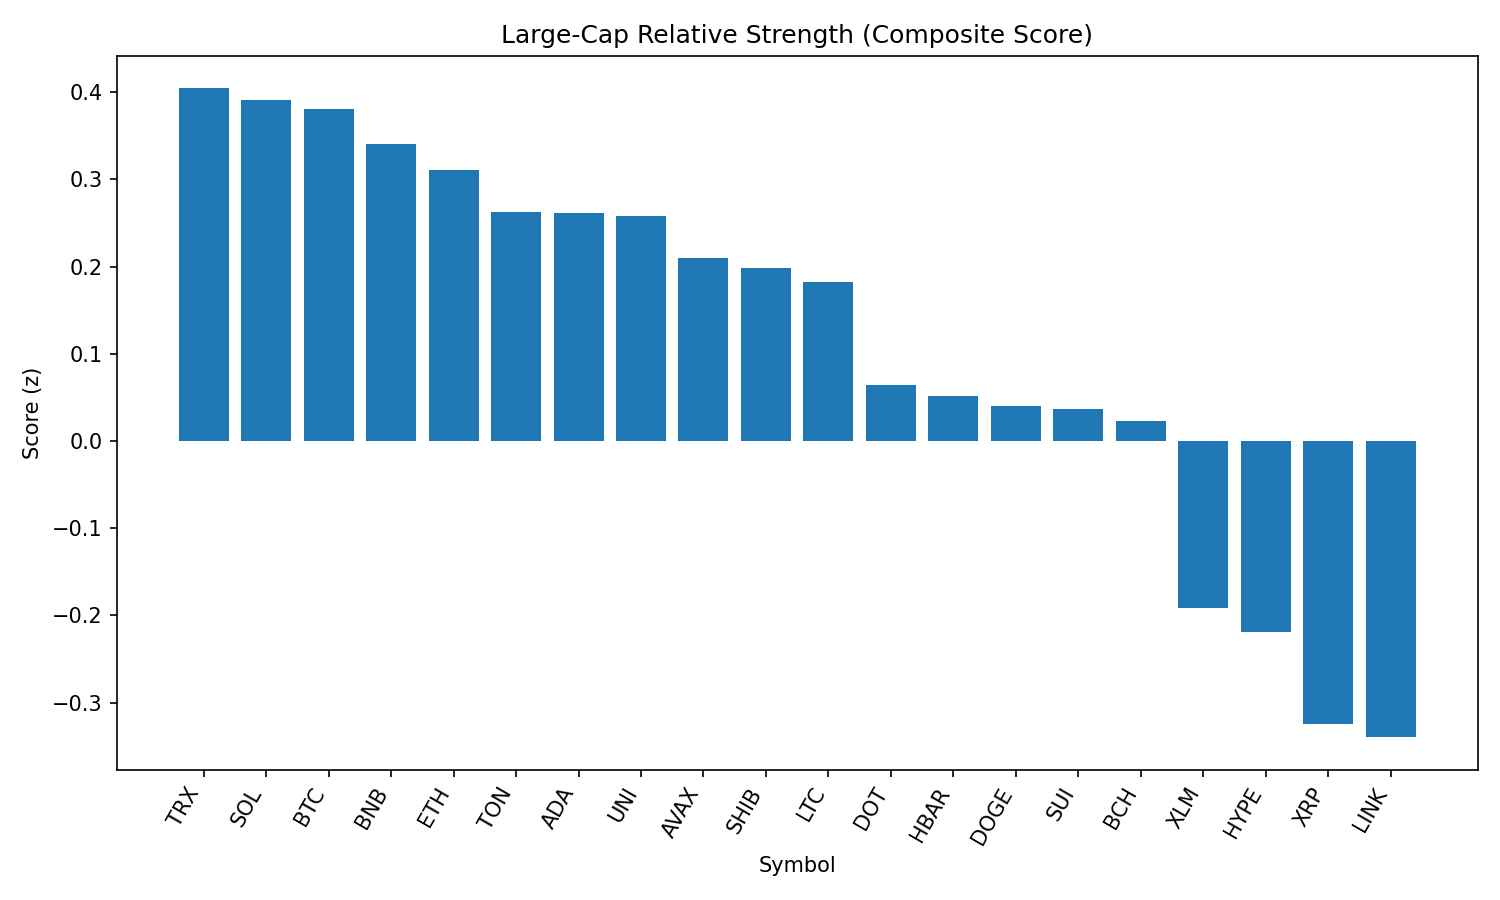 Large-Cap Relative Strength (Composite Score)
Score (z)
0.4
0.3
0.2
0.1
0.0
−0.1
−0.2
−0.3
TRX
SOL
BTC
BNB
ETH
TON
ADA
UNI
AVAX
SHIB
LTC
DOT
HBAR
DOGE
SUI
BCH
XLM
HYPE
XRP
LINK
Symbol